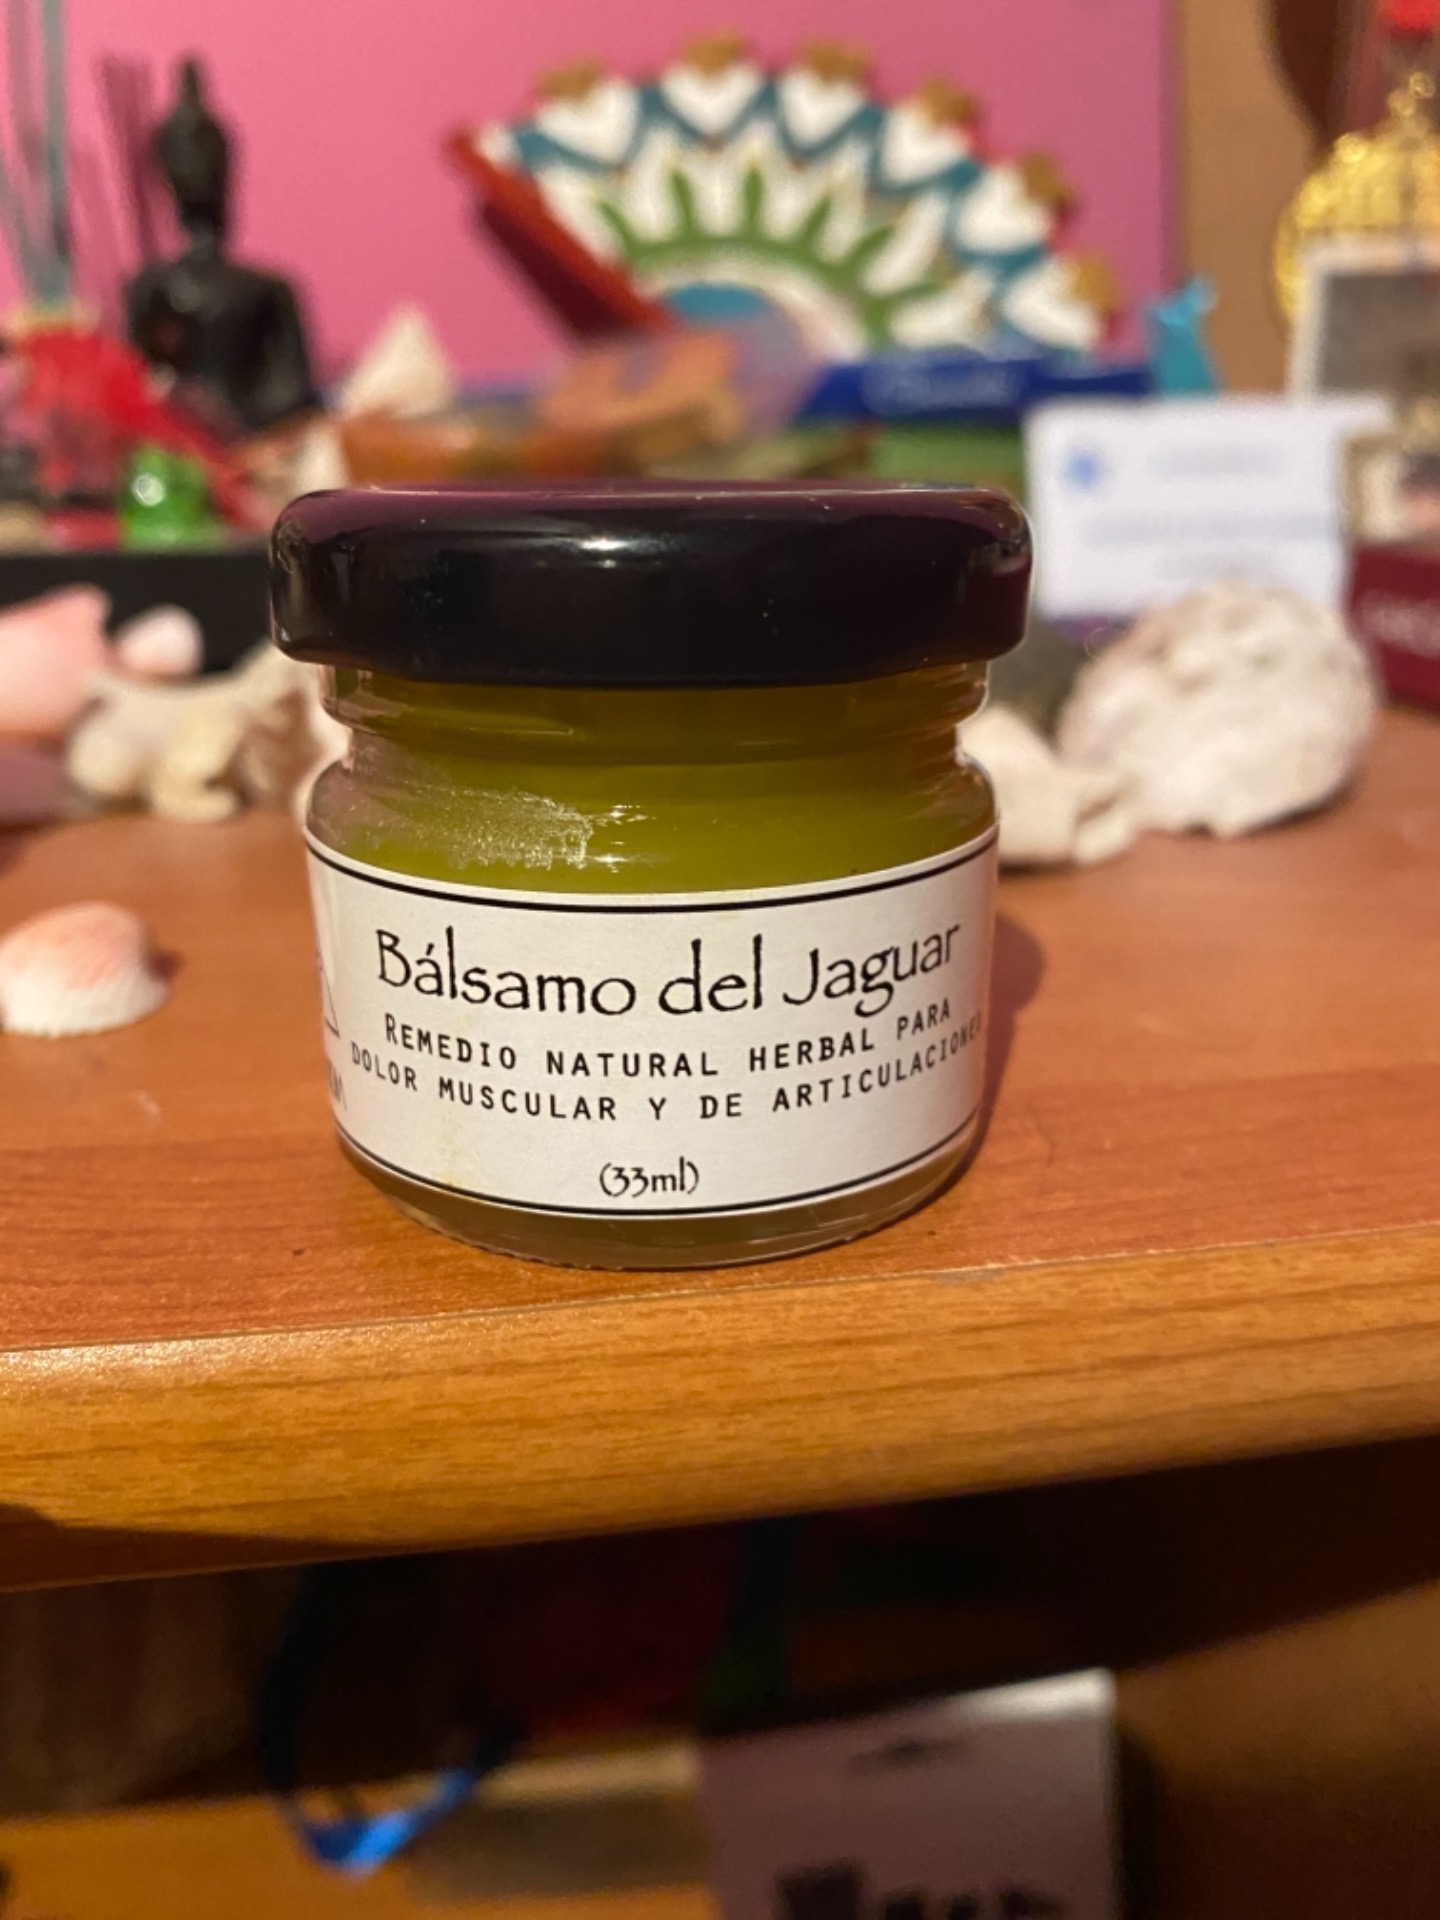 Bálsamo del Jaguar
REMEDIO NATURAL HERBAL PARA
DOLOR MUSCULAR Y DE ARTICULACIONES
(33ml)